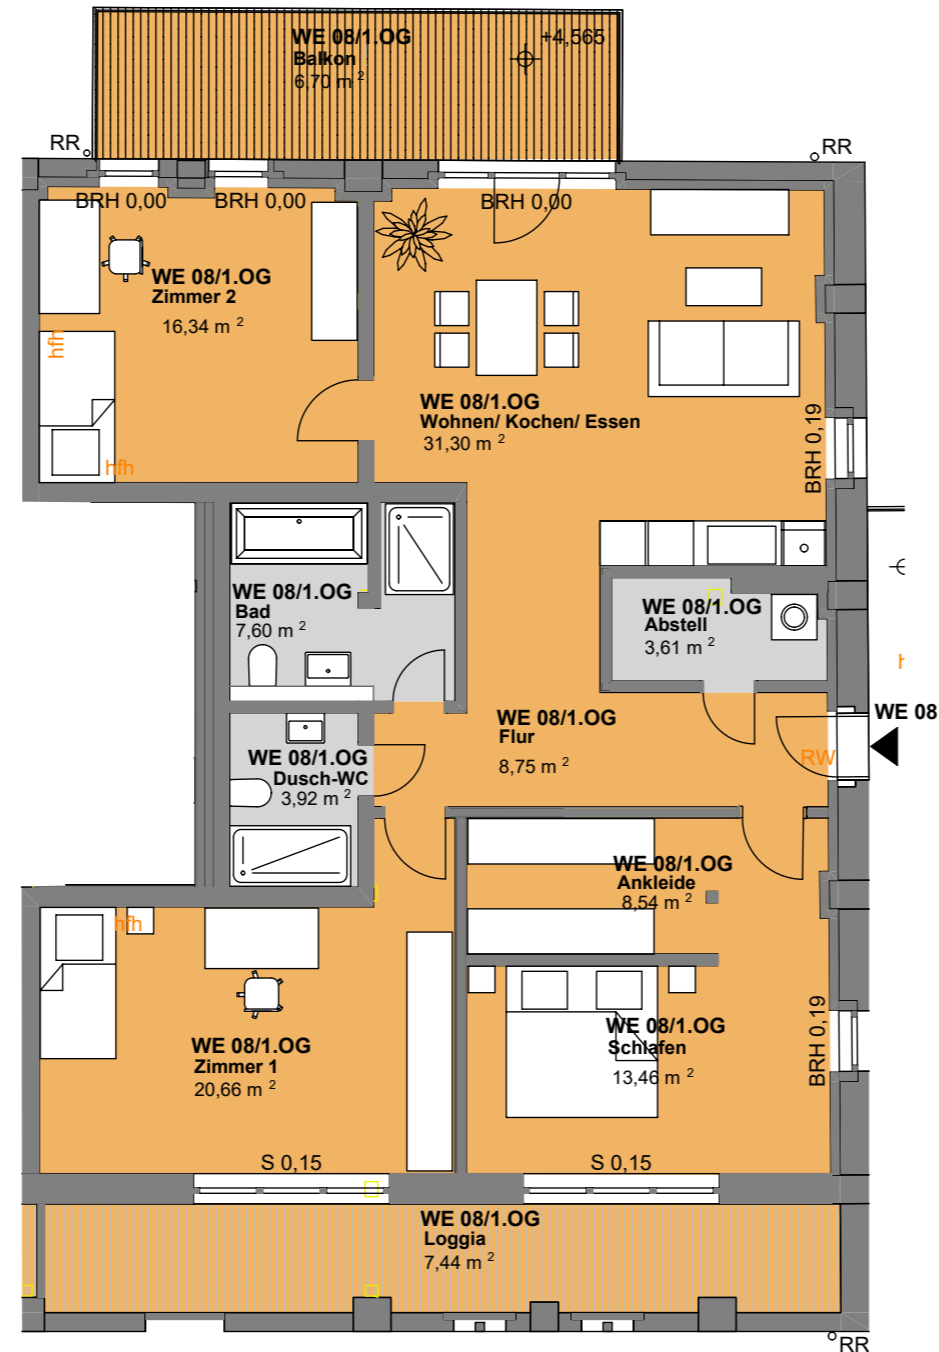 WE 08/1.OG
Balkon
6,70 m 2
+4,565
RR
RR
BRH 0,00
BRH 0,00
BRH 0,00
WE 08/1.OG
Zimmer 2
16,34 m 2
hfh
hfh
WE 08/1.OG
Wohnen/ Kochen/ Essen
31,30 m 2
BRH 0,19
WE 08/1.OG
Bad
7,60 m 2
WE 08/1.OG
Abstell
3,61 m 2
WE 08
WE 08/1.OG
Flur
8,75 m 2
RW
WE 08/1.OG
Dusch-WC
3,92 m 2
WE 08/1.OG
Ankleide
8,54 m 2
hfh
WE 08/1.OG
Zimmer 1
20,66 m 2
WE 08/1.OG
Schlafen
13,46 m 2
BRH 0,19
S 0,15
S 0,15
WE 08/1.OG
Loggia
7,44 m 2
RR